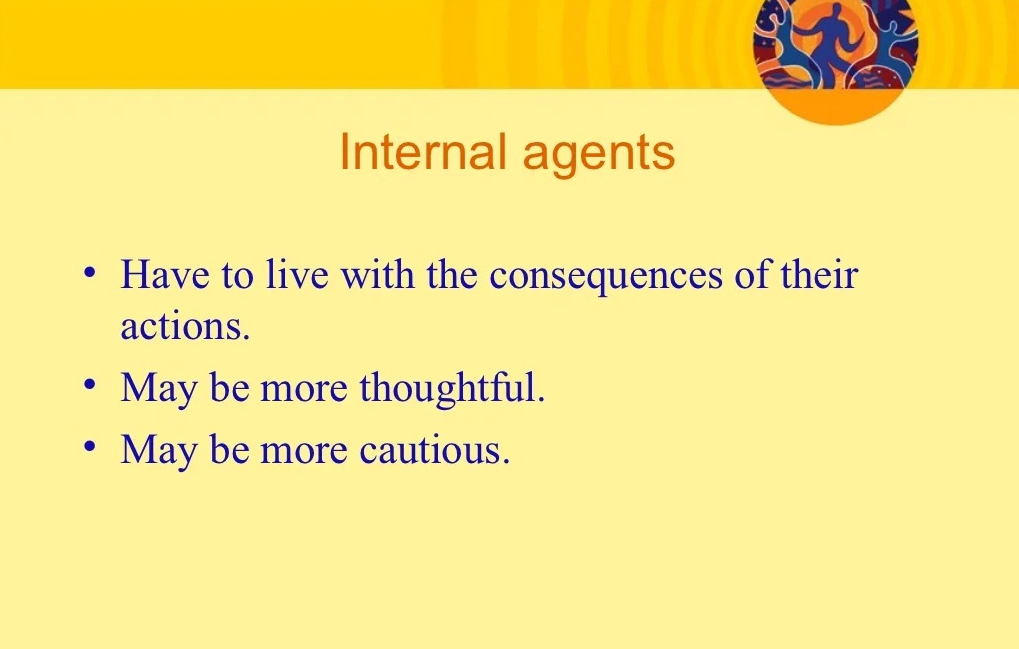 Internal agents
• Have to live with the consequences of their
actions.
• May be more thoughtful.
• May be more cautious.